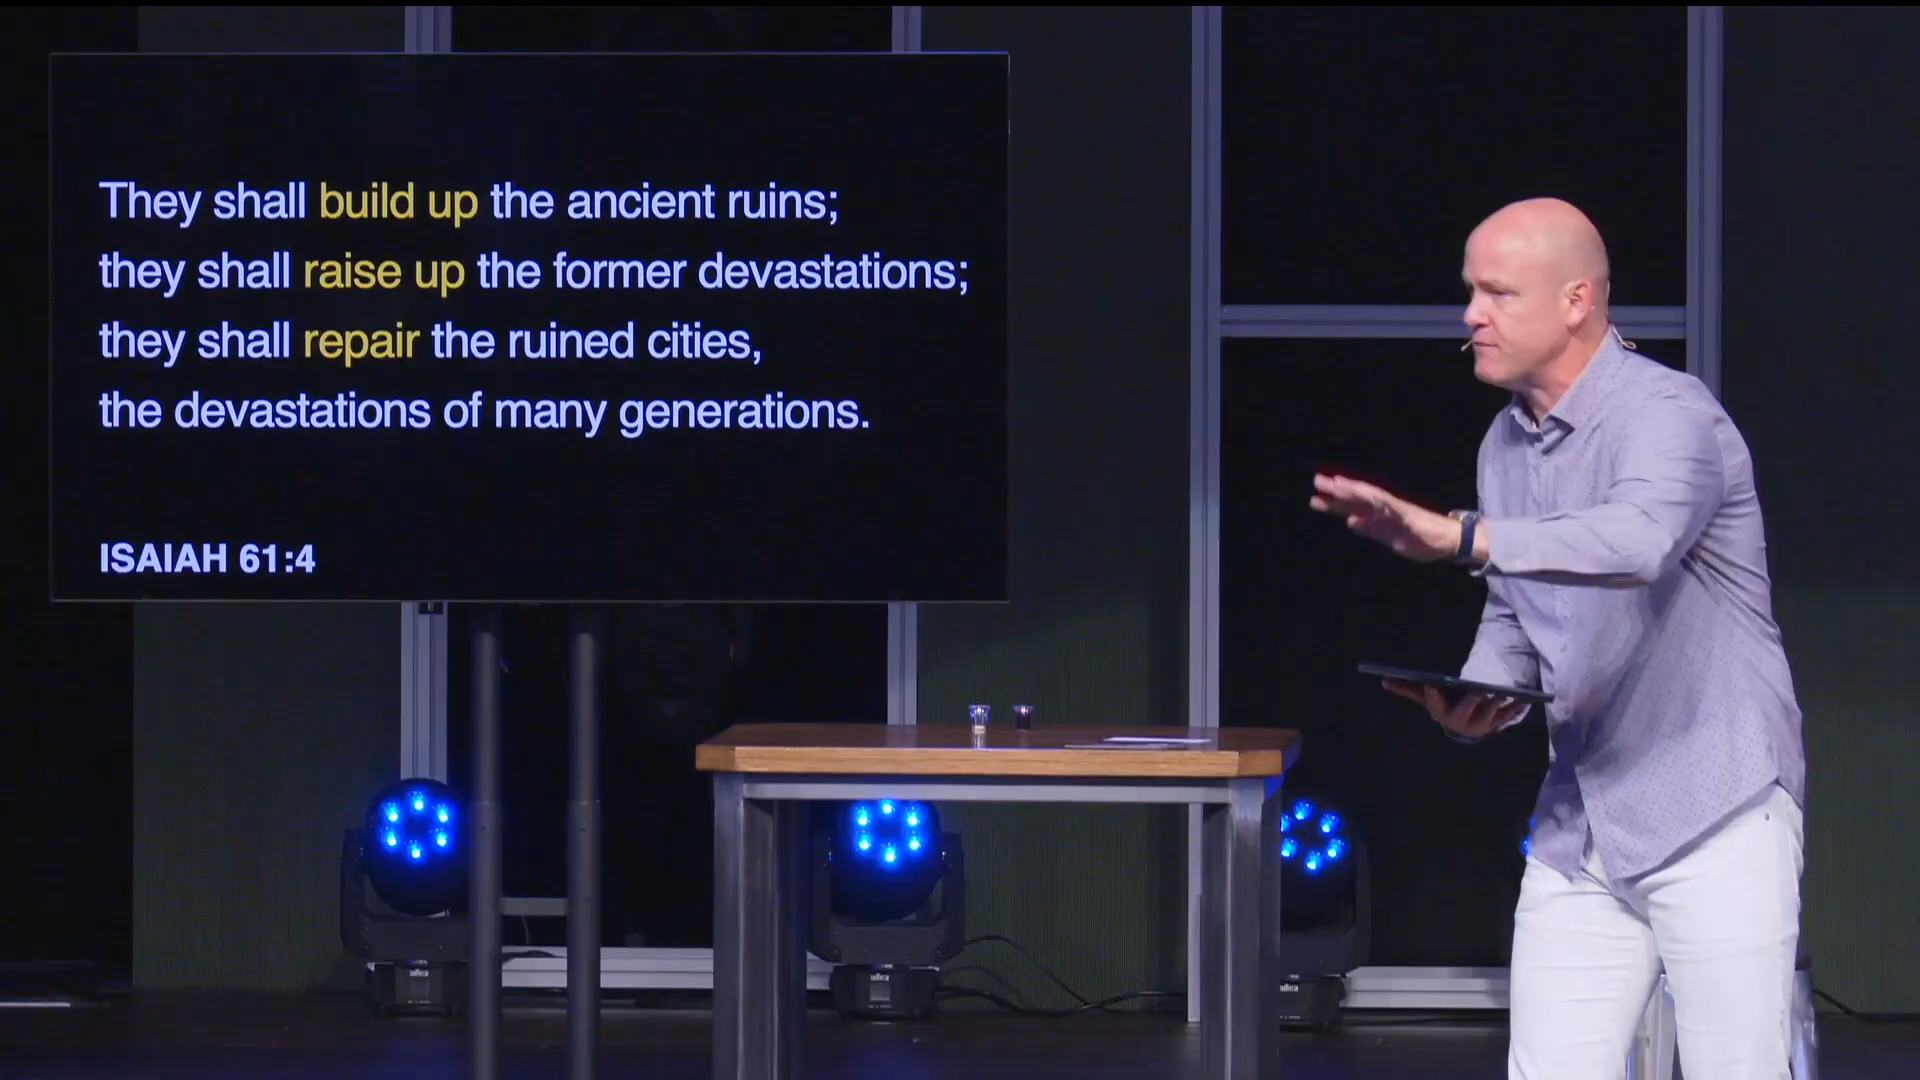 They shall build up the ancient ruins;
they shall raise up the former devastations;
they shall repair the ruined cities,
the devastations of many generations.
ISAIAH 61:4